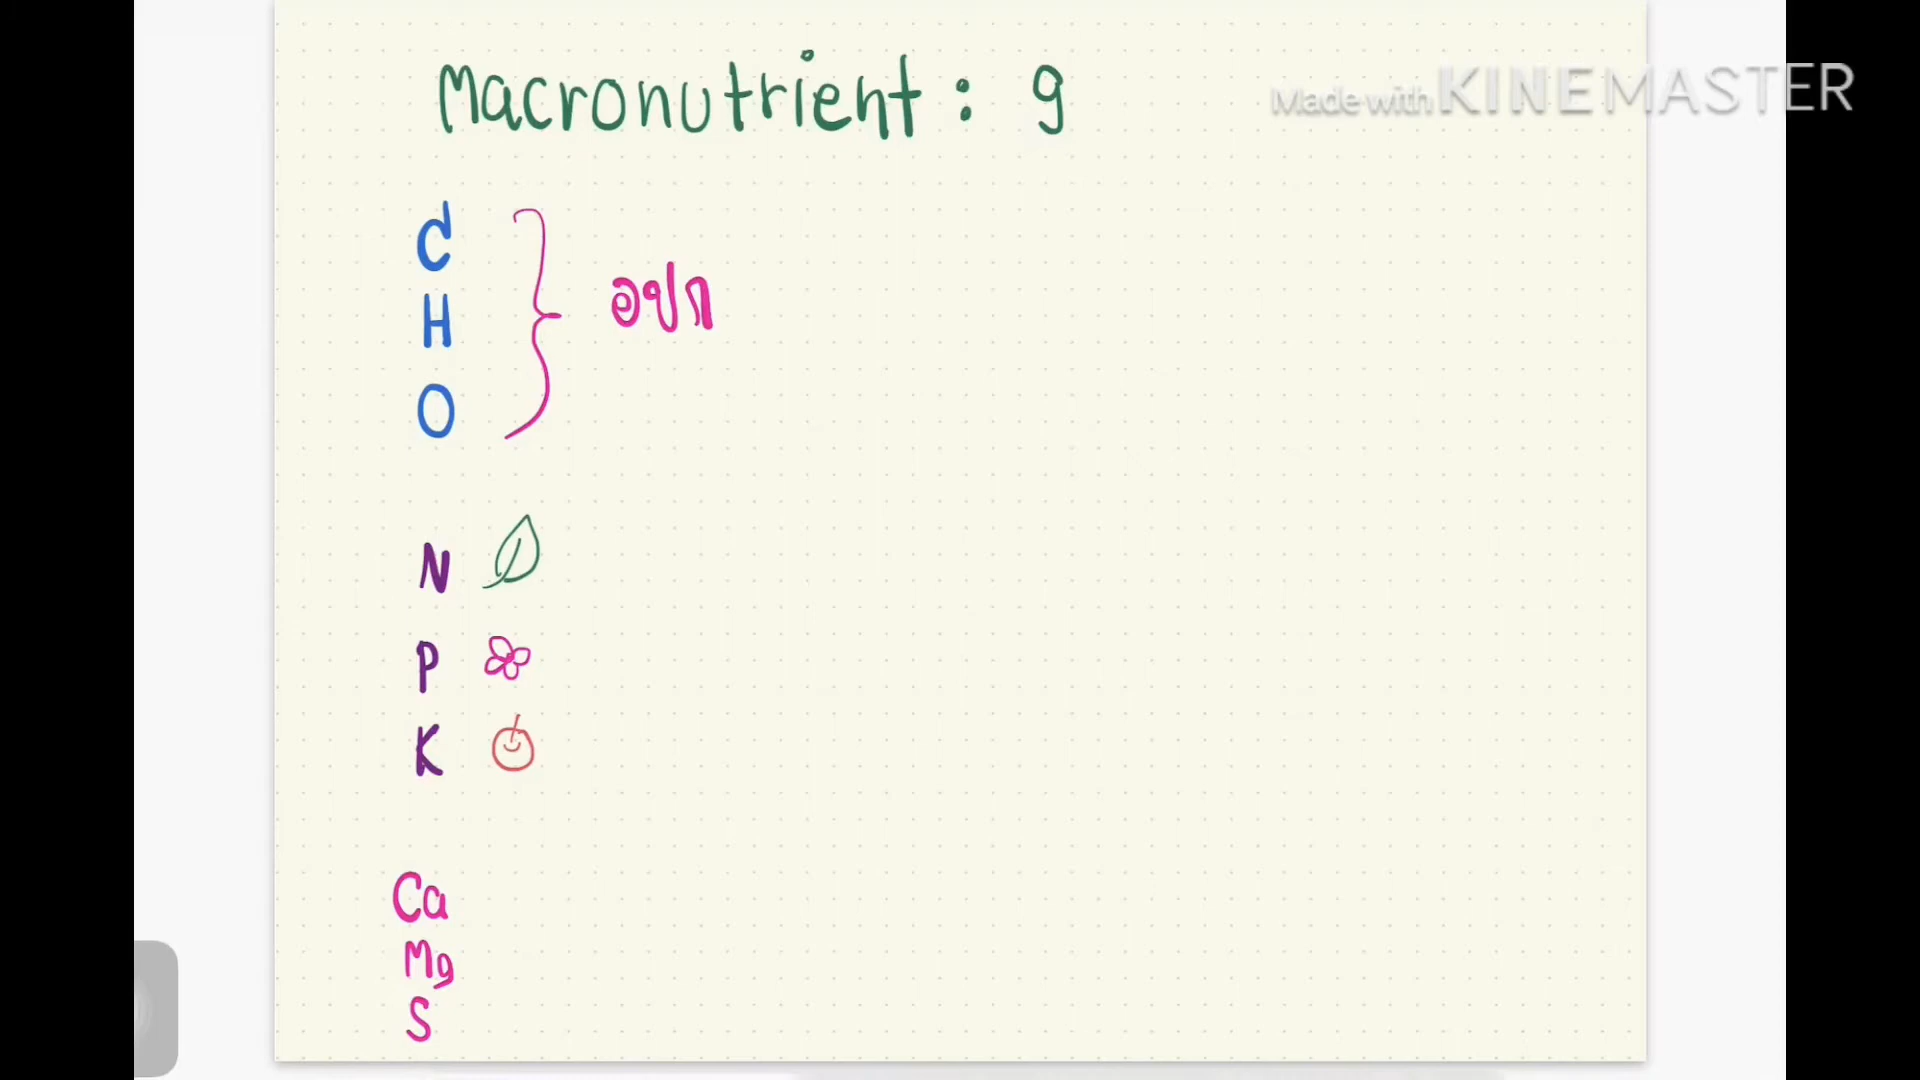 Macronutrient : 9
Made with KINEMASTER
C
H
O
อปก
N
P
K
Ca
Mg
S